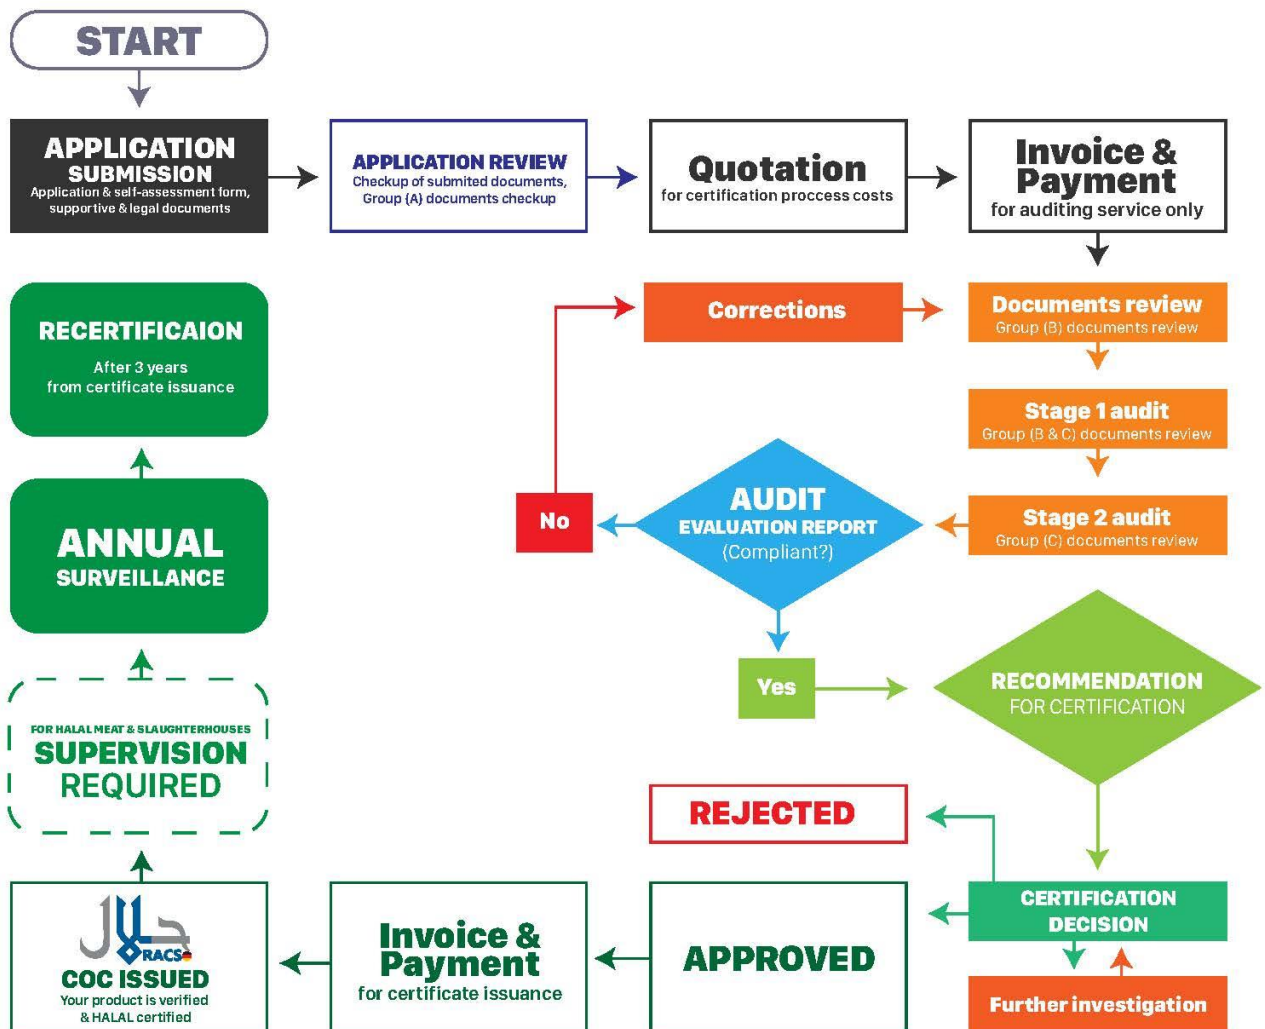 START
APPLICATION
SUBMISSION
Application & self-assessment form,
supportive & legal documents
APPLICATION REVIEW
Checkup of submited documents,
Group (A) documents checkup
Quotation
for certification proccess costs
Invoice &
Payment
for auditing service only
RECERTIFICAION
After 3 years
from certificate issuance
Corrections
Documents review
Group (B) documents review
Stage 1 audit
Group (B & C) documents review
ANNUAL
SURVEILLANCE
No
AUDIT
EVALUATION REPORT
(Compliant?)
Stage 2 audit
Group (C) documents review
Yes
RECOMMENDATION
FOR CERTIFICATION
FOR HALAL MEAT & SLAUGHTERHOUSES
SUPERVISION
REQUIRED
REJECTED
CERTIFICATION
DECISION
حلال
RACS
COC ISSUED
Your product is verified
& HALAL certified
Invoice &
Payment
for certificate issuance
APPROVED
Further investigation